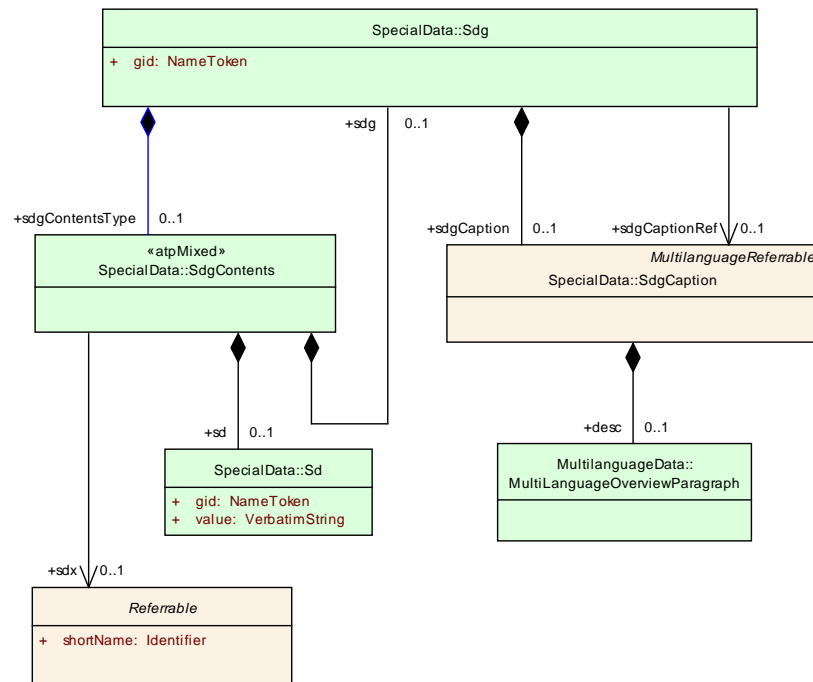 SpecialData::Sdg
+ gid: NameToken
+sdg 0..1
+sdgContentsType 0..1
+sdgCaption 0..1
+sdgCaptionRef 0..1
«atpMixed»
SpecialData::SdgContents
MultilanguageReferrable
SpecialData::SdgCaption
+sd 0..1
+desc 0..1
SpecialData::Sd
+ gid: NameToken
+ value: VerbatimString
MultilanguageData::
MultiLanguageOverviewParagraph
+sdx 0..1
Referrable
+ shortName: Identifier